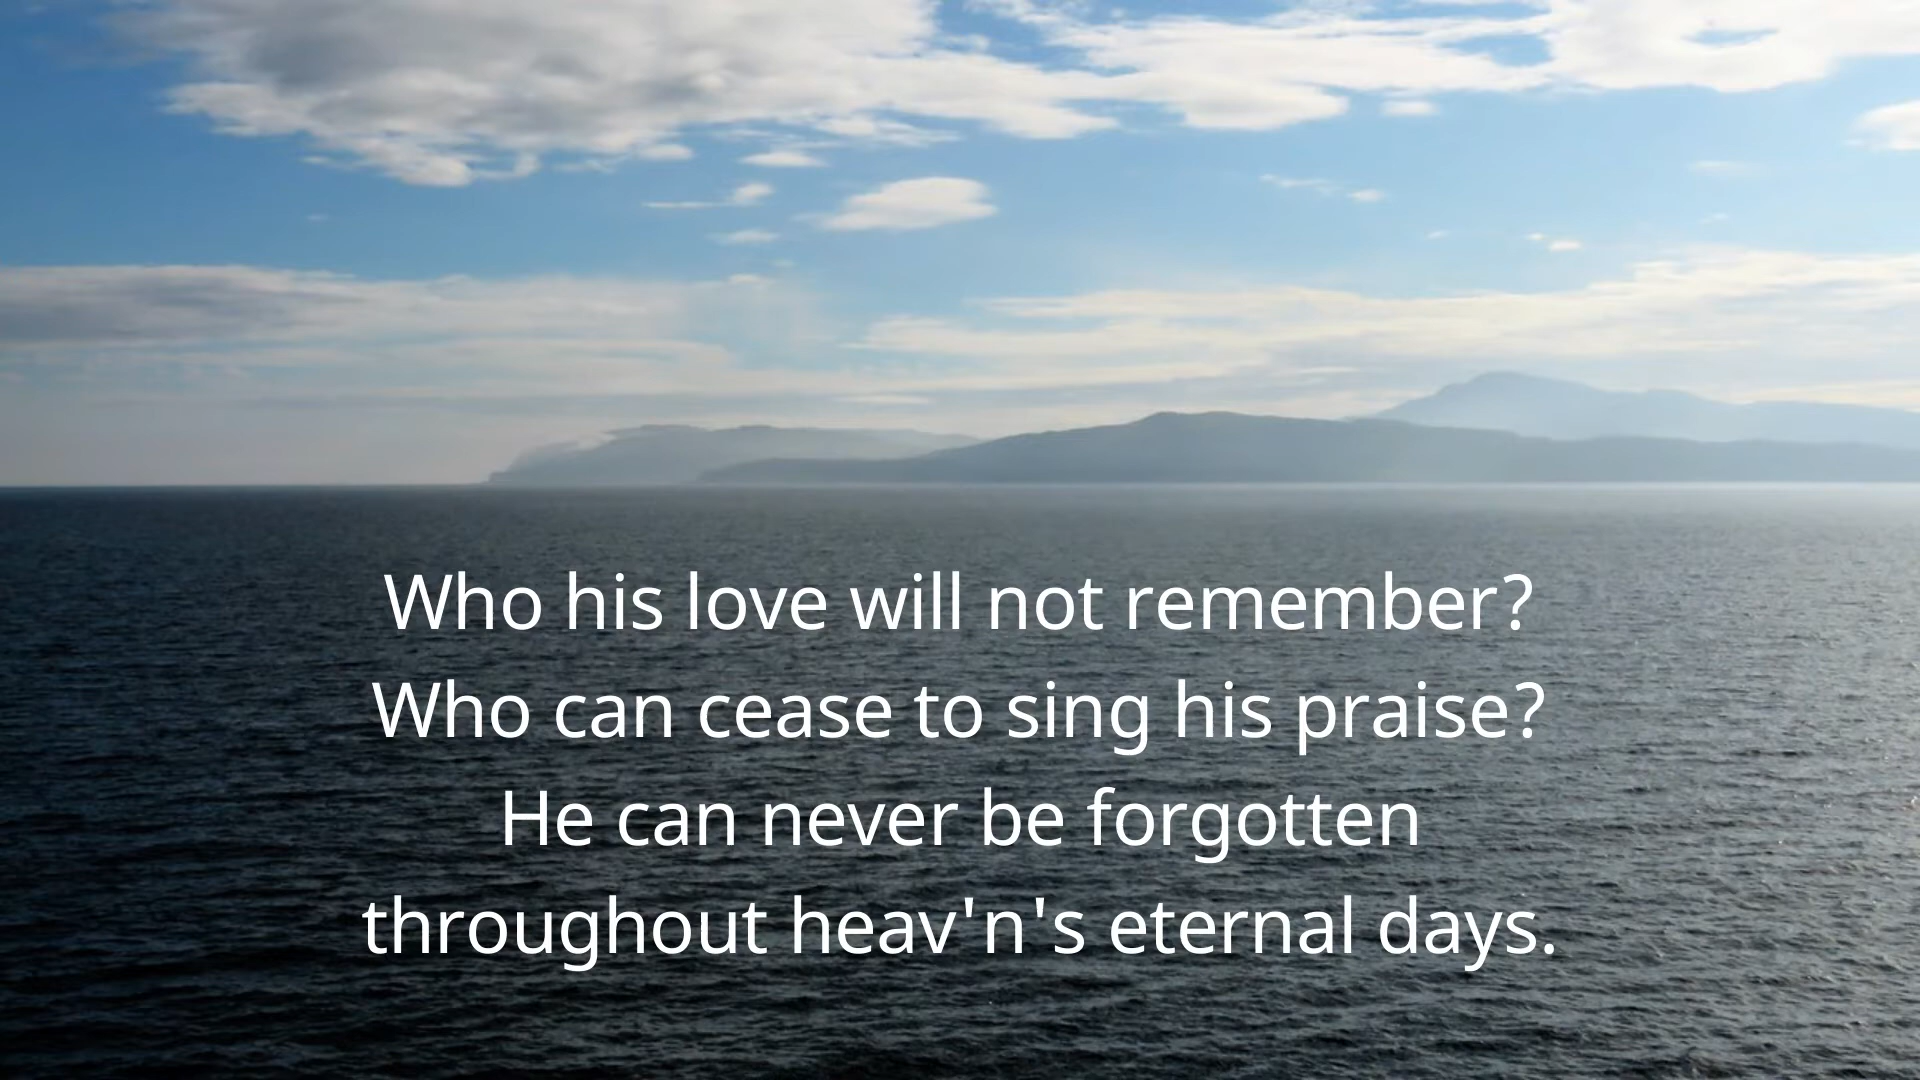 Who his love will not remember?
Who can cease to sing his praise?
He can never be forgotten
throughout heav'n's eternal days.